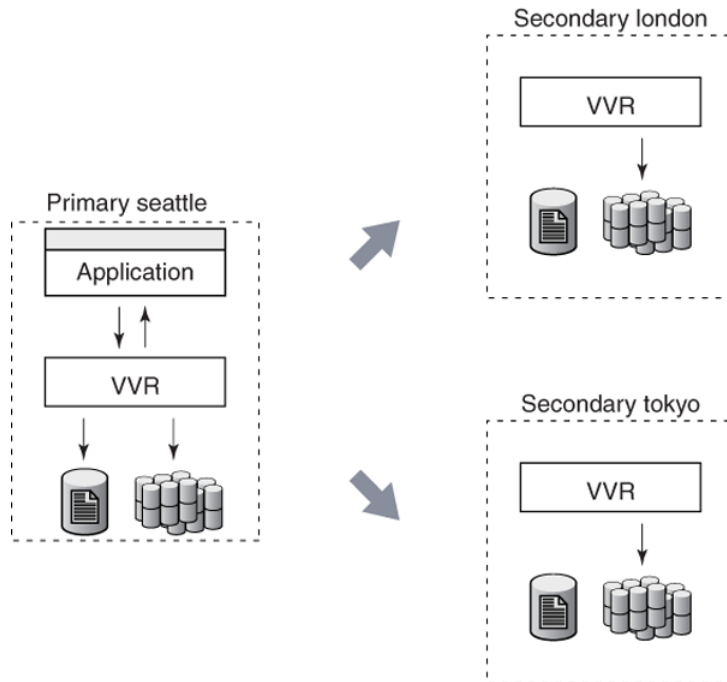 Secondary london
VVR
Primary seattle
Application
VVR
Secondary tokyo
VVR